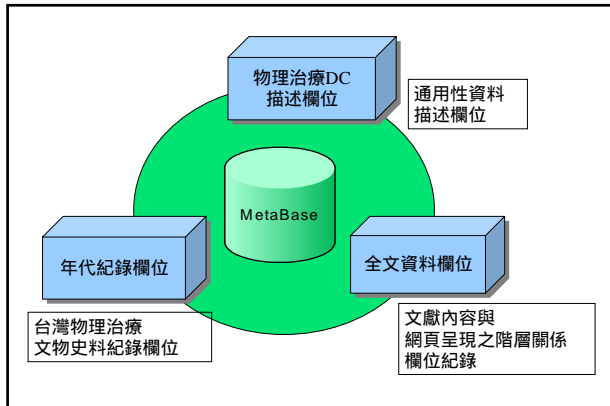 物理治療DC
描述欄位
通用性資料
描述欄位
MetaBase
年代紀錄欄位
全文資料欄位
台灣物理治療
文物史料紀錄欄位
文獻內容與
網頁呈現之階層關係
欄位紀錄